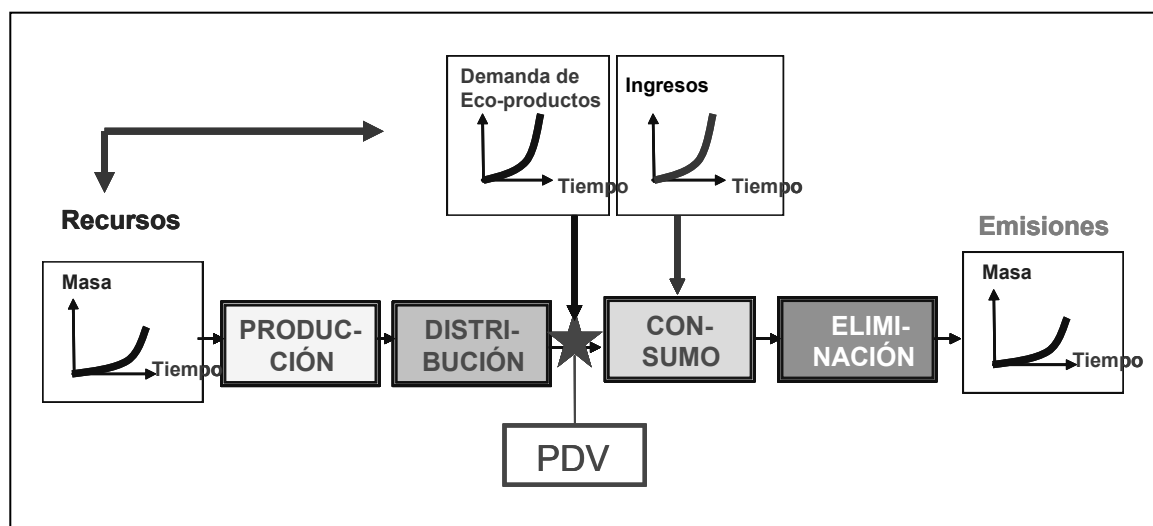 Demanda de
Eco-productos
Tiempo
Ingresos
Tiempo
Recursos
Emisiones
Masa
Tiempo
PRODUC-
CIÓN
DISTRI-
BUCIÓN
CON-
SUMO
ELIMI-
NACIÓN
Masa
Tiempo
PDV